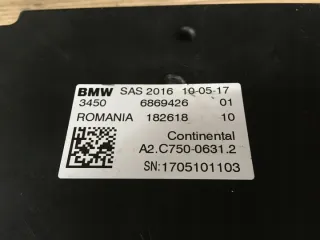 BMW SAS 2016 10-05-17
3450 6869426 01
ROMANIA 182618 10
Continental
A2.C750-0631.2
SN:1705101103